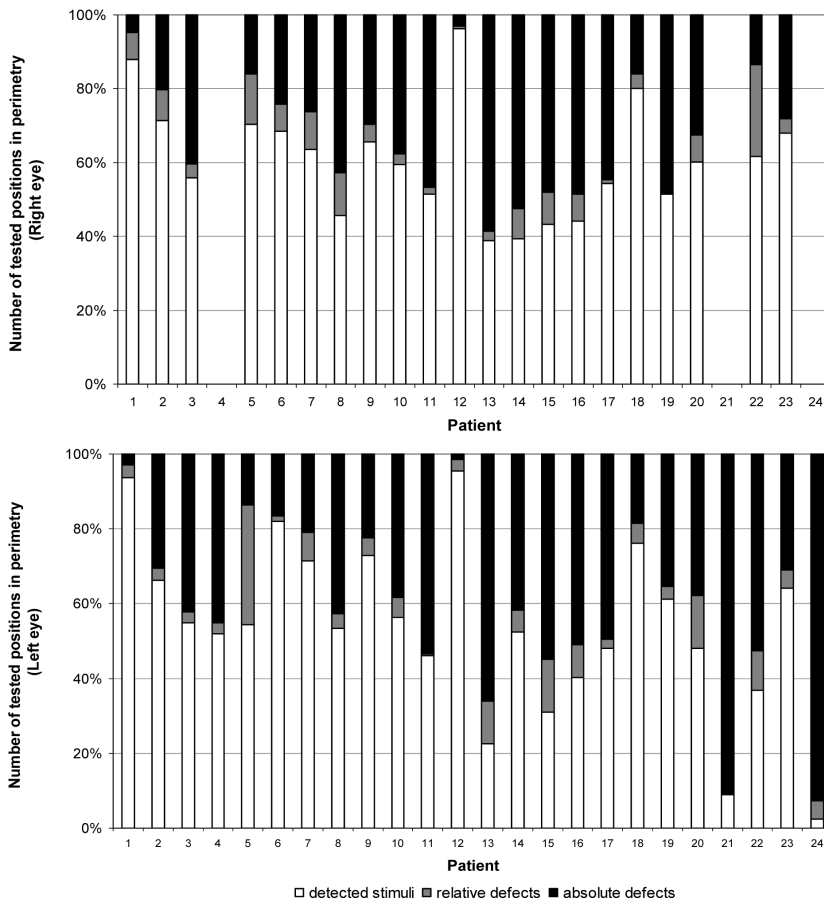 Number of tested positions in perimetry
(Right eye)
100%
80%
60%
40%
20%
0%
1 2 3 4 5 6 7 8 9 10 11 12 13 14 15 16 17 18 19 20 21 22 23 24
Patient
Number of tested positions in perimetry
(Left eye)
100%
80%
60%
40%
20%
0%
1 2 3 4 5 6 7 8 9 10 11 12 13 14 15 16 17 18 19 20 21 22 23 24
Patient
detected stimuli relative defects absolute defects